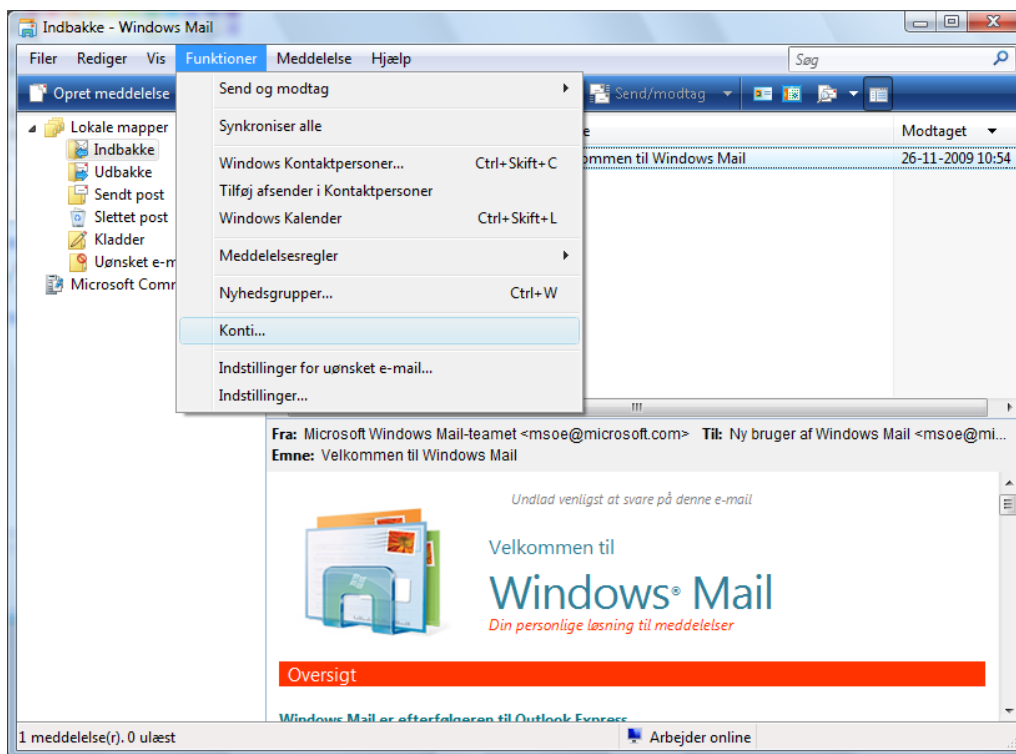 Indbakke - Windows Mail
Filer Rediger Vis Funktioner Meddelelse Hjælp Søg
Opret meddelelse Send/modtag
Send og modtag
Synkroniser alle
Windows Kontaktpersoner... Ctrl+Skift+C
Tilføj afsender i Kontaktpersoner
Windows Kalender Ctrl+Skift+L
Meddelelsesregler
Nyhedsgrupper... Ctrl+W
Konti...
Indstillinger for uønsket e-mail...
Indstillinger...
Lokale mapper
Indbakke
Udbakke
Sendt post
Slettet post
Kladder
Uønsket e-m
Microsoft Comm
Modtaget
ommen til Windows Mail 26-11-2009 10:54
Fra: Microsoft Windows Mail-teamet <msoe@microsoft.com> Til: Ny bruger af Windows Mail <msoe@mi...
Emne: Velkommen til Windows Mail
Undlad venligst at svare på denne e-mail
Velkommen til
Windows® Mail
Din personlige løsning til meddelelser
Oversigt
Windows Mail er efterfølgeren til Outlook Express
1 meddelelse(r). 0 ulæst Arbejder online